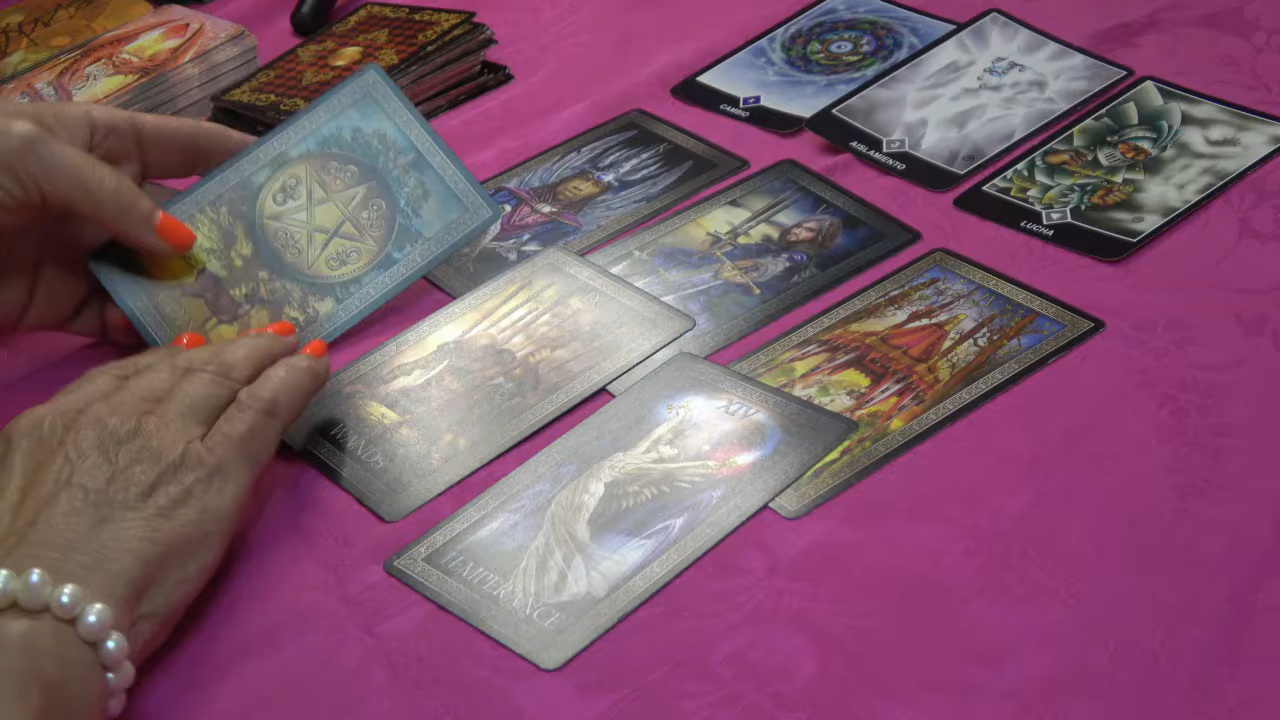 CAMBIO
AISLAMIENTO
LUCHA
WANDS
XIV
TEMPERANCE